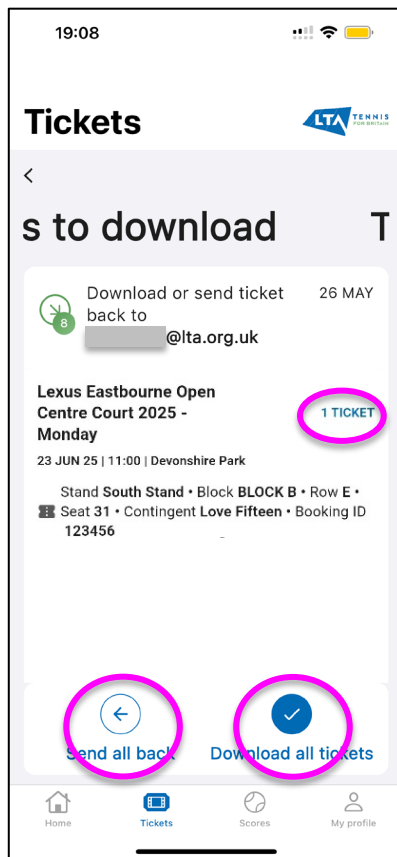 19:08
Tickets
LTA TENNIS
FOR BRITAIN
s to download T
Download or send ticket 26 MAY
back to
@lta.org.uk
8
Lexus Eastbourne Open
Centre Court 2025 -
Monday
1 TICKET
23 JUN 25 | 11:00 | Devonshire Park
Stand South Stand • Block BLOCK B • Row E •
Seat 31 • Contingent Love Fifteen • Booking ID
123456
Send all back Download all tickets
Home Tickets Scores My profile